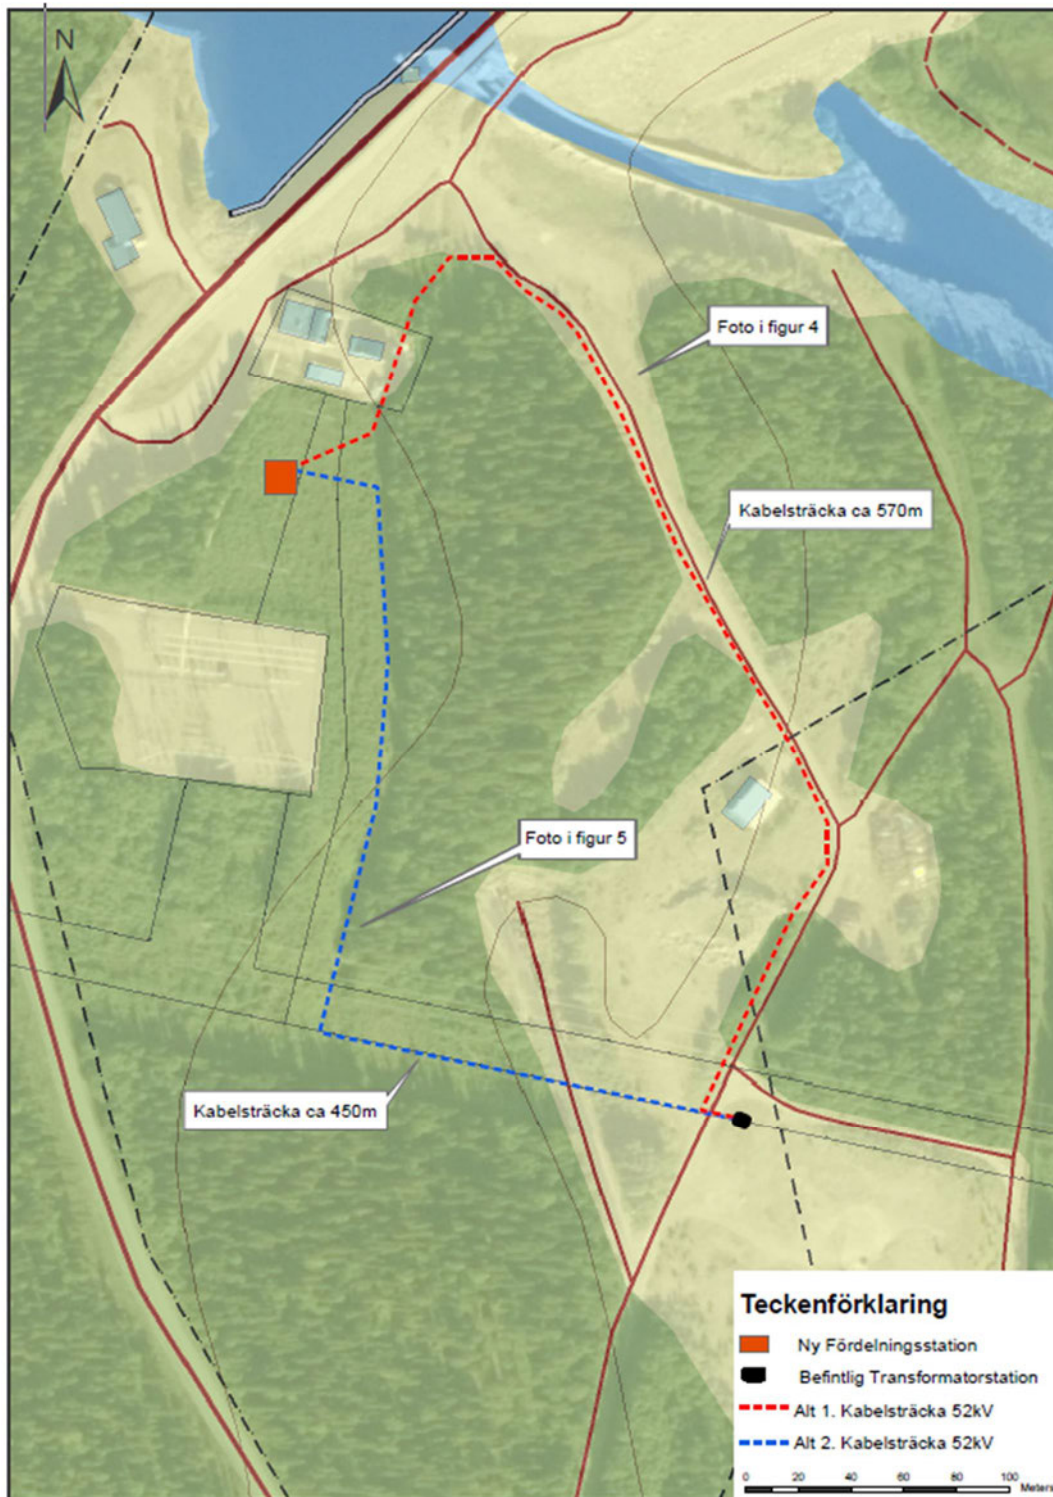 N
Foto i figur 4
Kabelsträcka ca 570m
Foto i figur 5
Kabelsträcka ca 450m
Teckenförklaring
Ny Fördelningsstation
Befintlig Transformatorstation
Alt 1. Kabelsträcka 52kV
Alt 2. Kabelsträcka 52kV
0 20 40 60 80 100
Meters